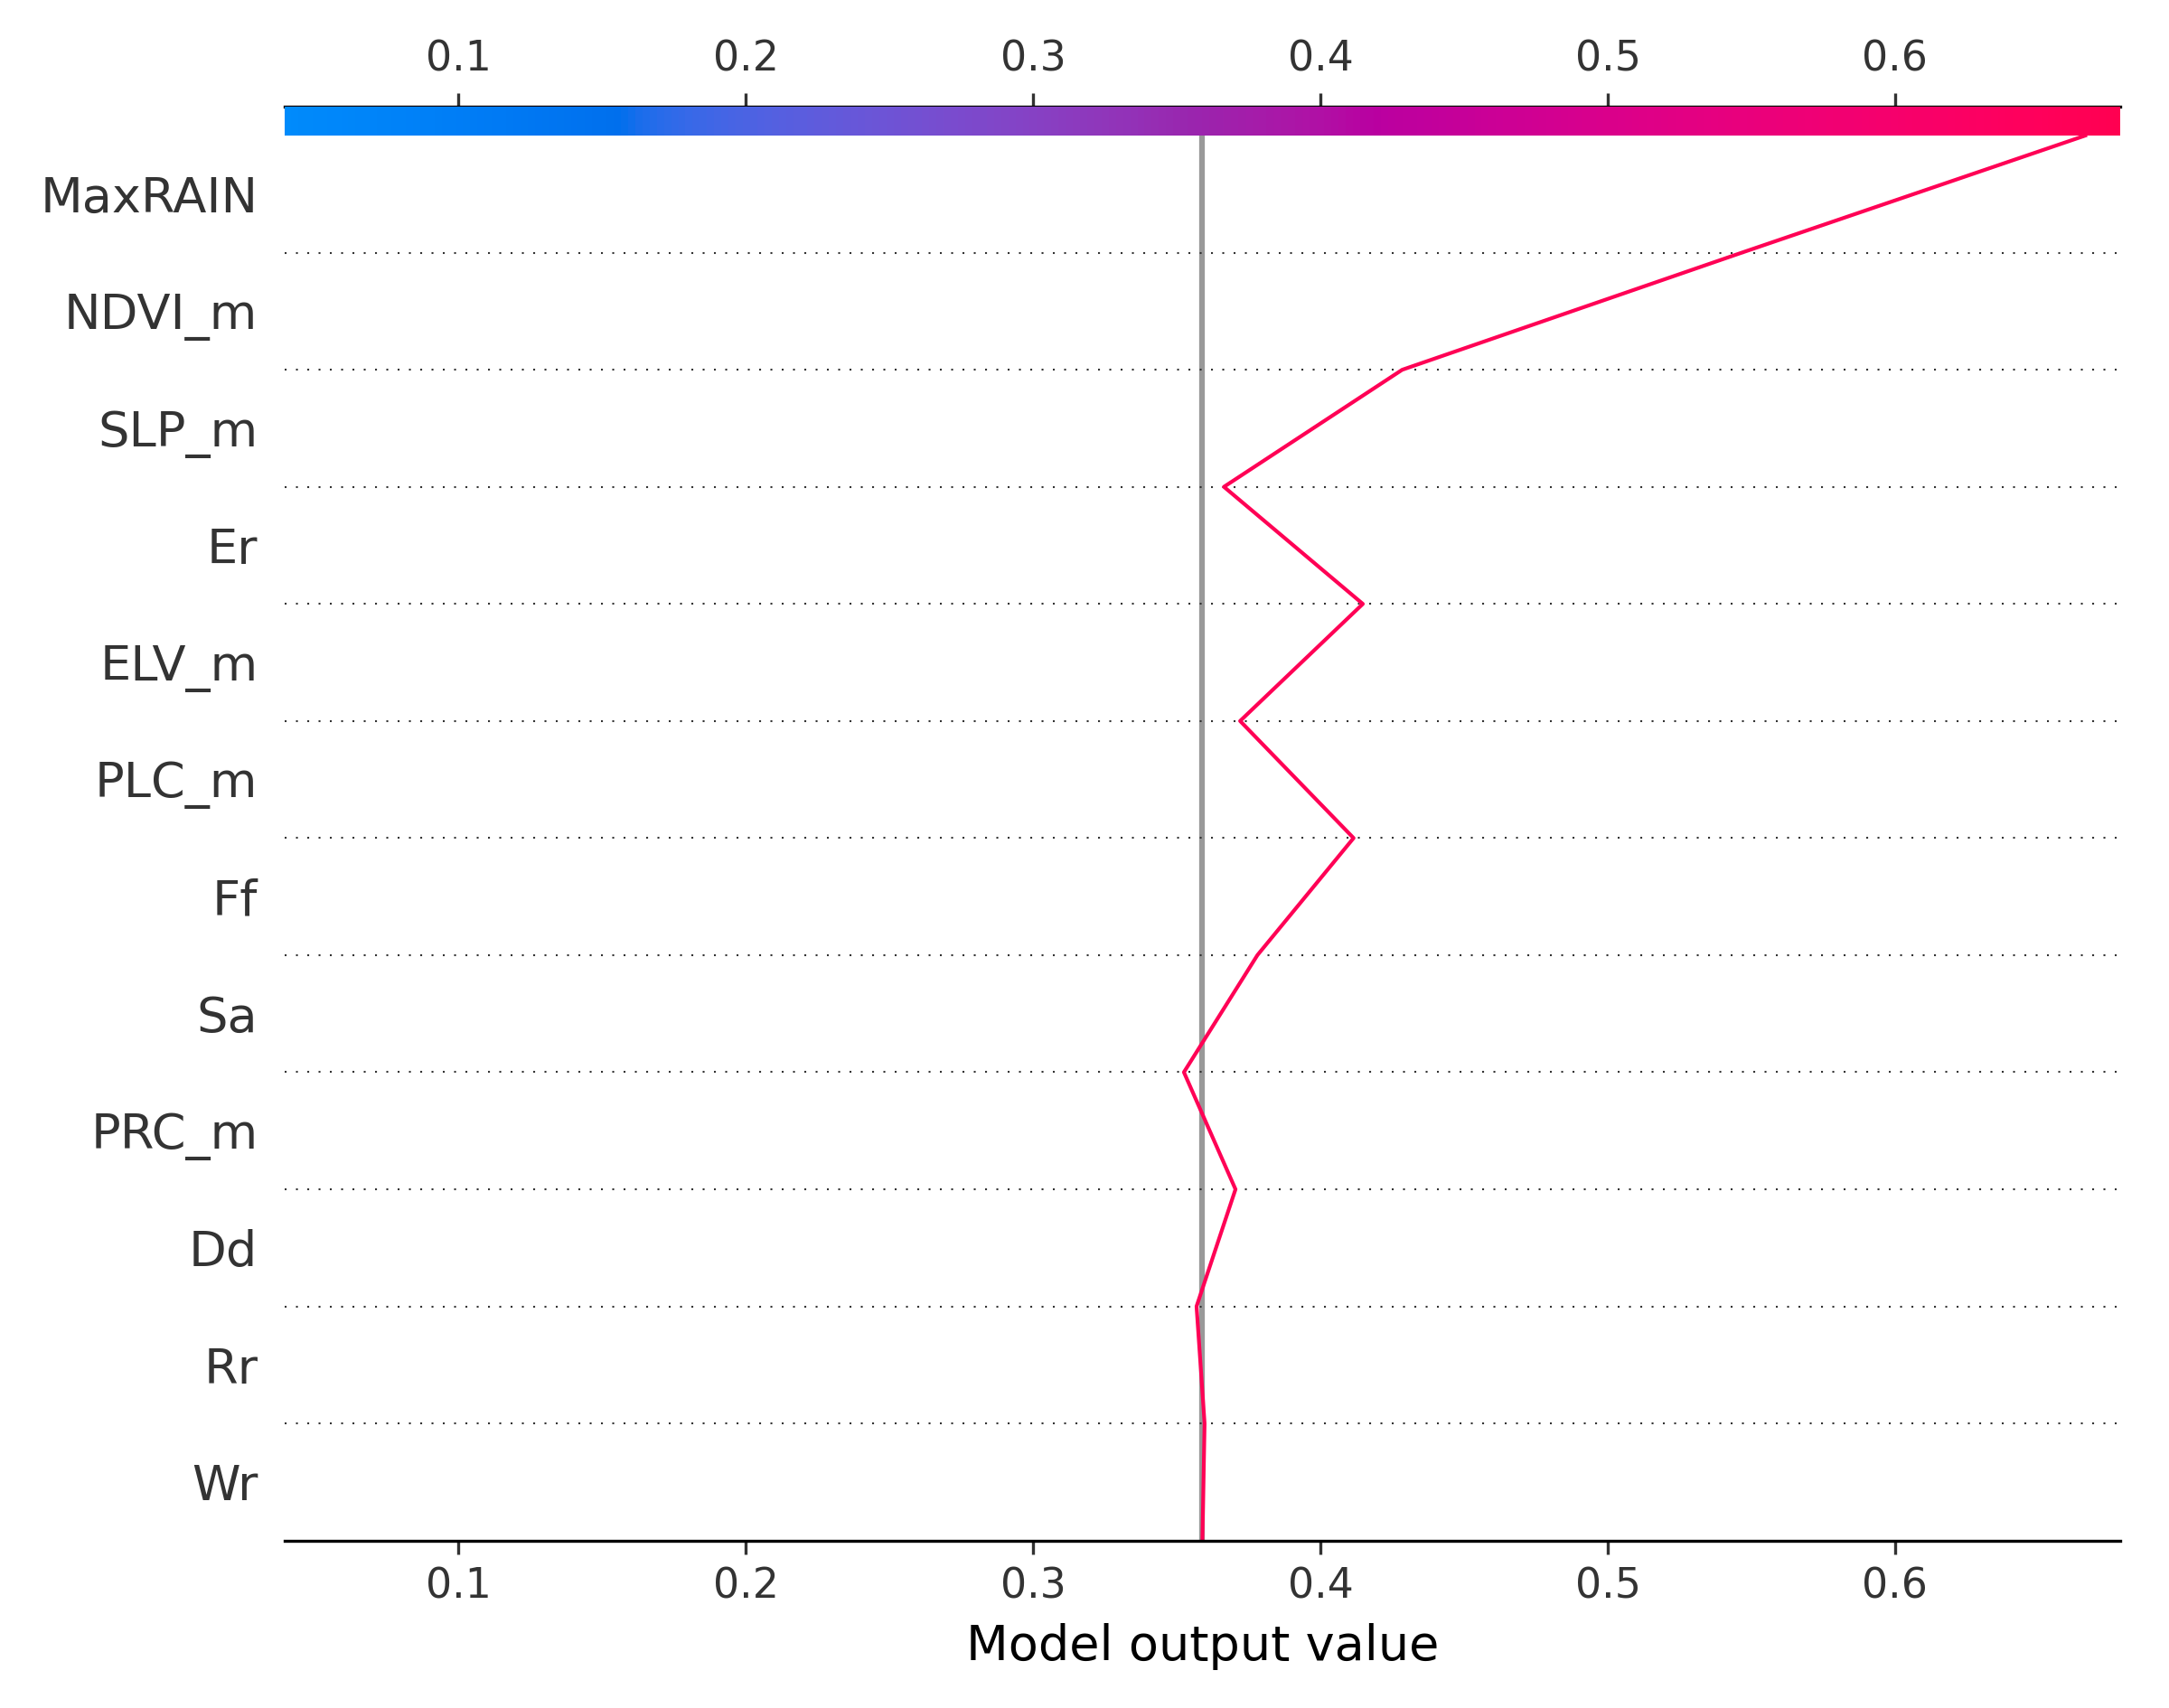 0.1 0.2 0.3 0.4 0.5 0.6
MaxRAIN
NDVI_m
SLP_m
Er
ELV_m
PLC_m
Ff
Sa
PRC_m
Dd
Rr
Wr
0.1 0.2 0.3 0.4 0.5 0.6
Model output value